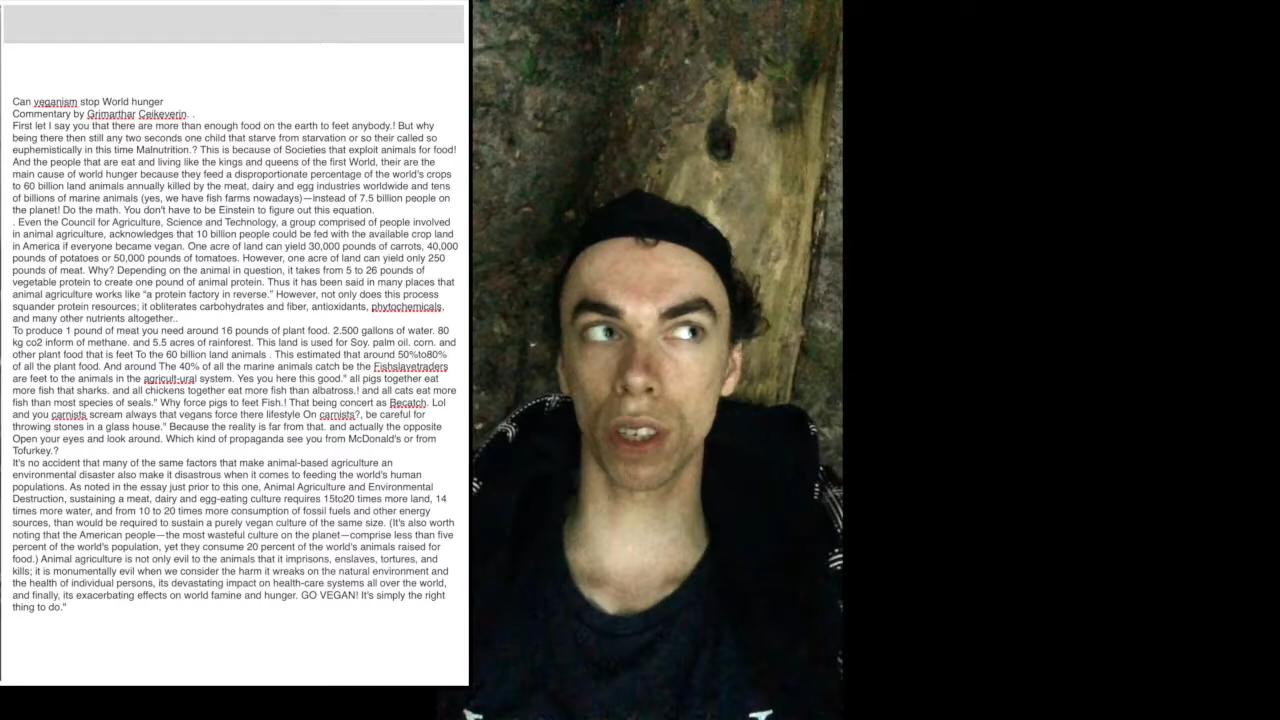 Can veganism stop World hunger
Commentary by Grimarthar Ceikeverin. .
First let I say you that there are more than enough food on the earth to feet anybody.! But why
being there then still any two seconds one child that starve from starvation or so their called so
euphemistically in this time Malnutrition.? This is because of Societies that exploit animals for food!
And the people that are eat and living like the kings and queens of the first World, their are the
main cause of world hunger because they feed a disproportionate percentage of the world's crops
to 60 billion land animals annually killed by the meat, dairy and egg industries worldwide and tens
of billions of marine animals (yes, we have fish farms nowadays)—instead of 7.5 billion people on
the planet! Do the math. You don't have to be Einstein to figure out this equation.
. Even the Council for Agriculture, Science and Technology, a group comprised of people involved
in animal agriculture, acknowledges that 10 billion people could be fed with the available crop land
in America if everyone became vegan. One acre of land can yield 30,000 pounds of carrots, 40,000
pounds of potatoes or 50,000 pounds of tomatoes. However, one acre of land can yield only 250
pounds of meat. Why? Depending on the animal in question, it takes from 5 to 26 pounds of
vegetable protein to create one pound of animal protein. Thus it has been said in many places that
animal agriculture works like “a protein factory in reverse.” However, not only does this process
squander protein resources; it obliterates carbohydrates and fiber, antioxidants, phytochemicals,
and many other nutrients altogether..
To produce 1 pound of meat you need around 16 pounds of plant food. 2.500 gallons of water. 80
kg co2 inform of methane. and 5.5 acres of rainforest. This land is used for Soy. palm oil. corn. and
other plant food that is feet To the 60 billion land animals . This estimated that around 50%to80%
of all the plant food. And around The 40% of all the marine animals catch be the Fishslavetraders
are feet to the animals in the agricult-ural system. Yes you here this good." all pigs together eat
more fish that sharks. and all chickens together eat more fish than albatross.! and all cats eat more
fish than most species of seals." Why force pigs to feet Fish.! That being concert as Becatch. Lol
and you carnists scream always that vegans force there lifestyle On carnists?, be careful for
throwing stones in a glass house." Because the reality is far from that. and actually the opposite
Open your eyes and look around. Which kind of propaganda see you from McDonald's or from
Tofurkey.?
It's no accident that many of the same factors that make animal-based agriculture an
environmental disaster also make it disastrous when it comes to feeding the world's human
populations. As noted in the essay just prior to this one, Animal Agriculture and Environmental
Destruction, sustaining a meat, dairy and egg-eating culture requires 15to20 times more land, 14
times more water, and from 10 to 20 times more consumption of fossil fuels and other energy
sources, than would be required to sustain a purely vegan culture of the same size. (It's also worth
noting that the American people—the most wasteful culture on the planet—comprise less than five
percent of the world's population, yet they consume 20 percent of the world's animals raised for
food.) Animal agriculture is not only evil to the animals that it imprisons, enslaves, tortures, and
kills; it is monumentally evil when we consider the harm it wreaks on the natural environment and
the health of individual persons, its devastating impact on health-care systems all over the world,
and finally, its exacerbating effects on world famine and hunger. GO VEGAN! It's simply the right
thing to do."